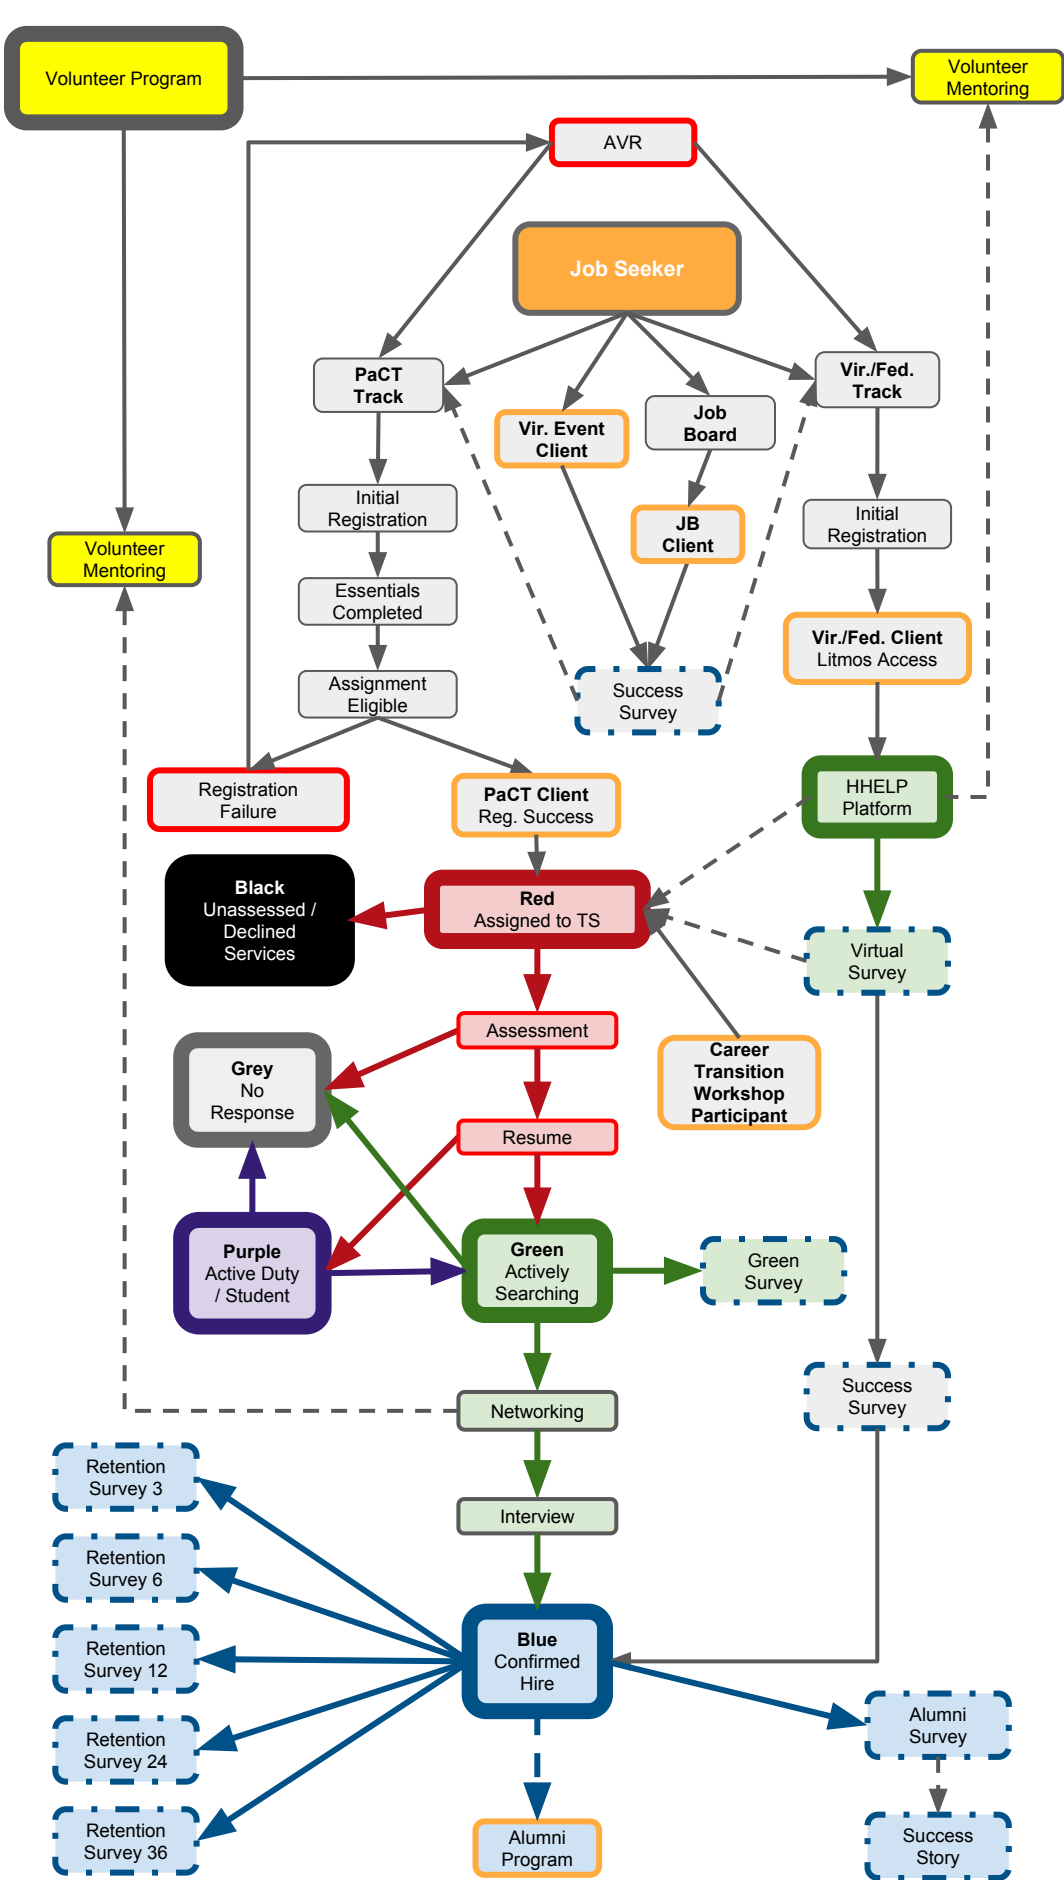 Volunteer Program
Volunteer
Mentoring
AVR
Job Seeker
PaCT
Track
Vir. Event
Client
Job
Board
Vir./Fed.
Track
Initial
Registration
JB
Client
Initial
Registration
Volunteer
Mentoring
Essentials
Completed
Vir./Fed. Client
Litmos Access
Assignment
Eligible
Success
Survey
Registration
Failure
PaCT Client
Reg. Success
HHELP
Platform
Black
Unassessed /
Declined
Services
Red
Assigned to TS
Virtual
Survey
Assessment
Career
Transition
Workshop
Participant
Grey
No
Response
Resume
Purple
Active Duty
/ Student
Green
Actively
Searching
Green
Survey
Networking
Success
Survey
Retention
Survey 3
Interview
Retention
Survey 6
Retention
Survey 12
Blue
Confirmed
Hire
Retention
Survey 24
Alumni
Survey
Retention
Survey 36
Alumni
Program
Success
Story